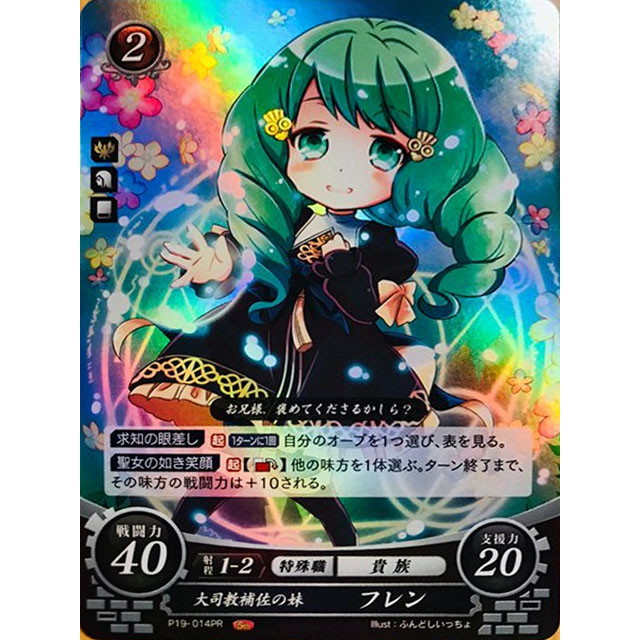 2
お兄様、褒めてくださるかしら?
求知の眼差し 起 1ターンに1回 自分のオーブを1つ選び、表を見る。
聖女の如き笑顔 起【 】他の味方を1体選ぶ。ターン終了まで、
その味方の戦闘力は+10される。
戦闘力
40
射程 1-2
特殊職
貴族
支援力
20
大司教補佐の妹
フレン
P19-014PR
Illust:ふんどしいっちょ